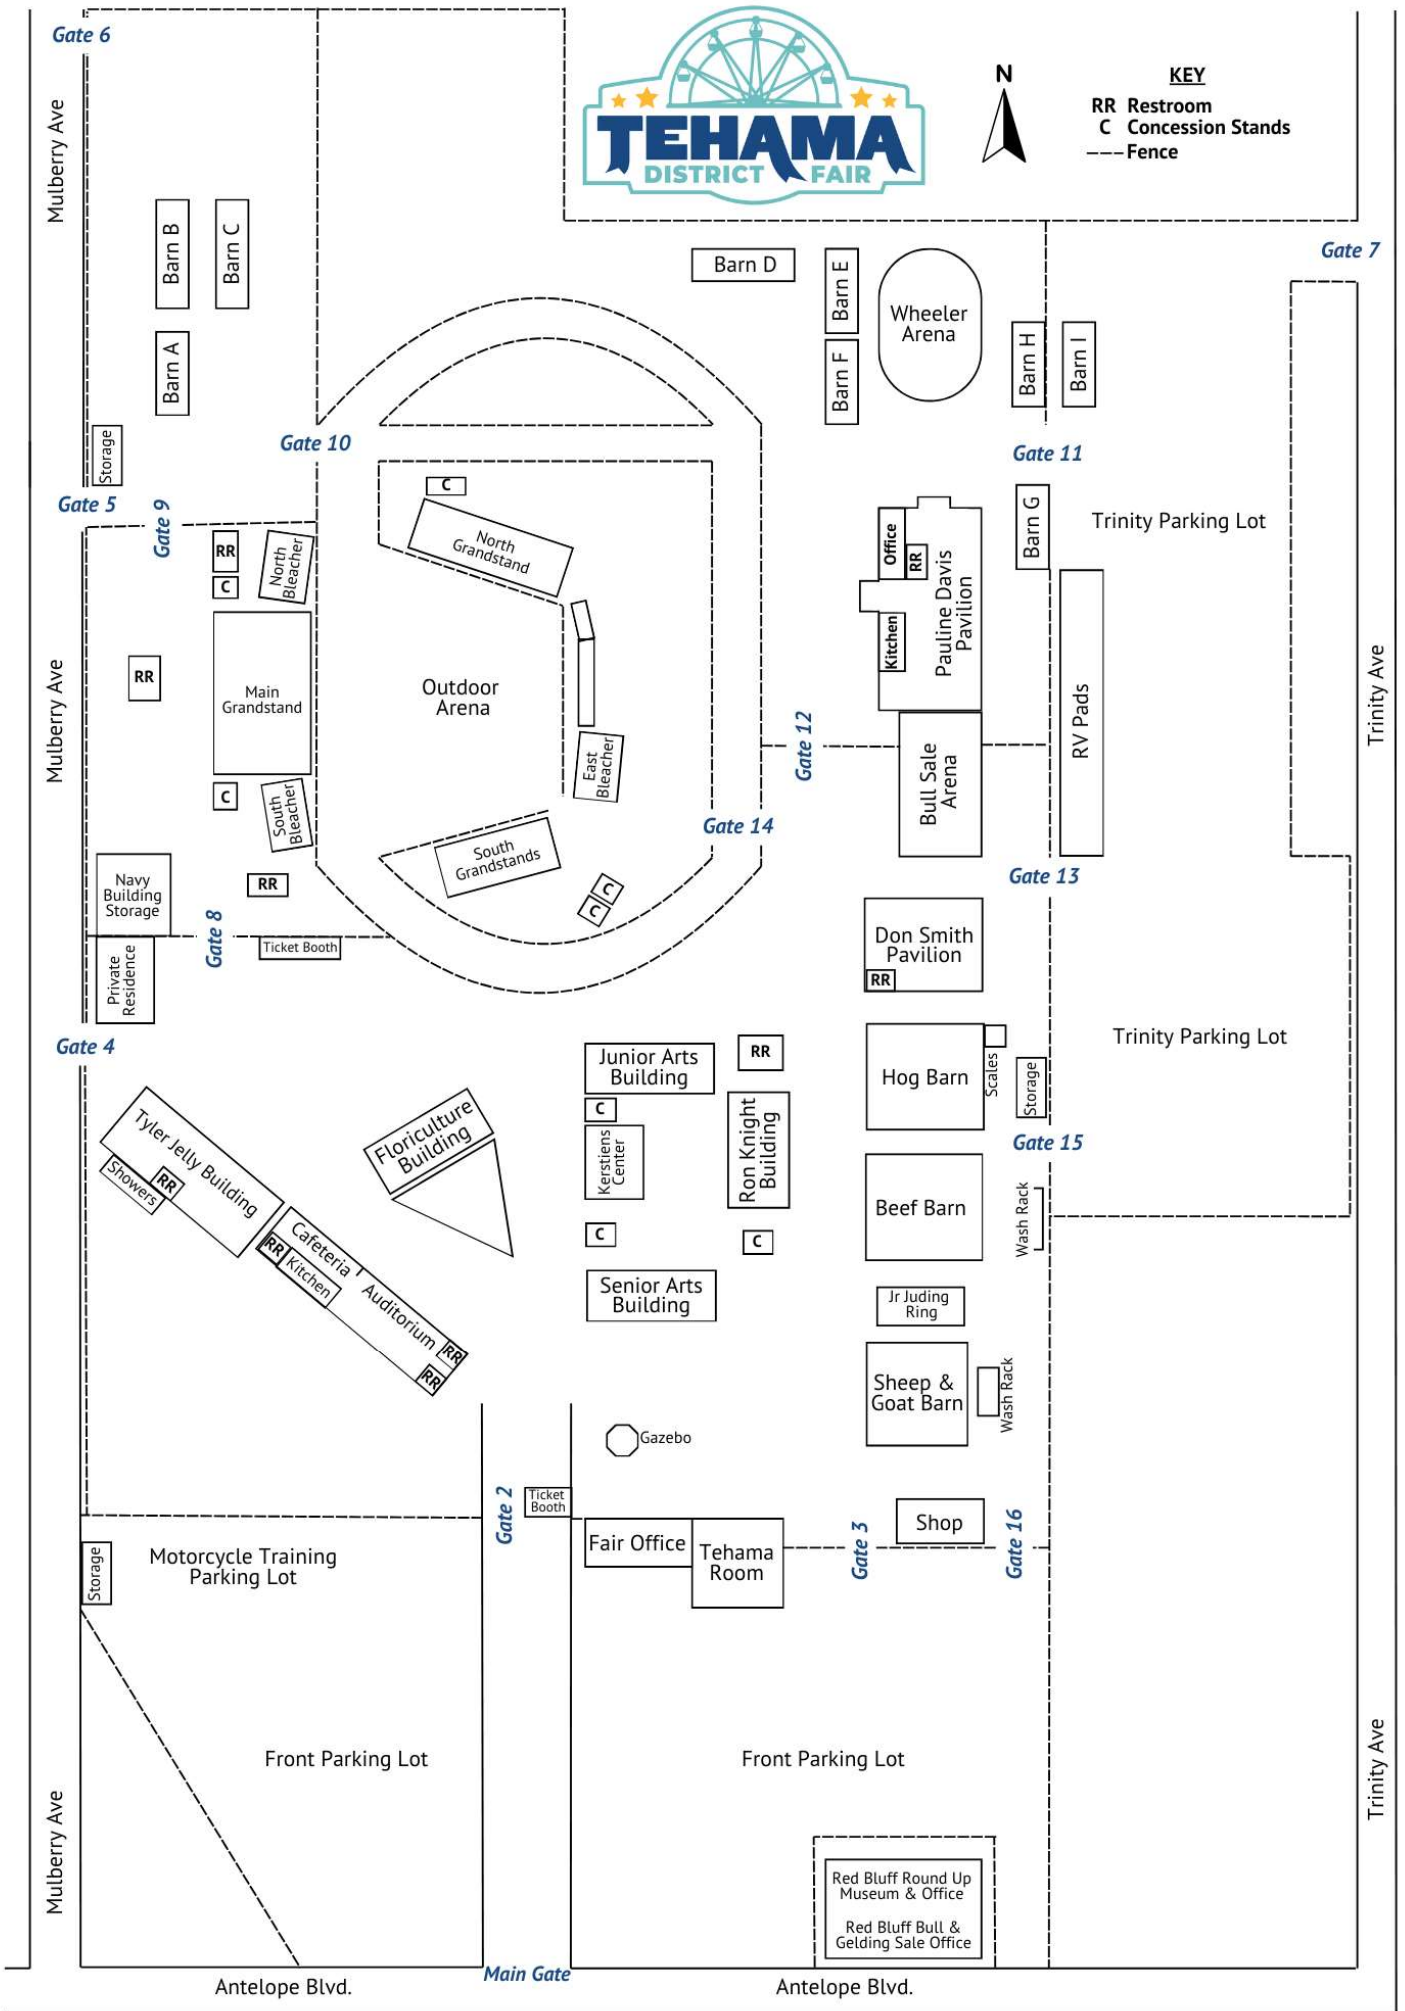 Gate 6
TEHAMA
DISTRICT FAIR
N
KEY
RR Restroom
C Concession Stands
Fence
Mulberry Ave
Barn B
Barn C
Gate 7
Barn D
Barn E
Wheeler
Arena
Barn A
Barn F
Barn H
Barn I
Storage
Gate 10
Gate 11
Gate 5
Gate 9
C
North
Grandstand
RR
C
North
Bleacher
Office
RR
Pauline Davis
Pavilion
Kitchen
Barn G
Trinity Parking Lot
Mulberry Ave
RR
Main
Grandstand
Outdoor
Arena
East
Bleacher
Gate 12
Bull Sale
Arena
RV Pads
Trinity Ave
C
South
Bleacher
Gate 14
South
Grandstands
Navy
Building
Storage
RR
C
C
Gate 13
Gate 8
Ticket Booth
Private
Residence
Don Smith
Pavilion
RR
Gate 4
Junior Arts
Building
RR
Hog Barn
Scales
Storage
Trinity Parking Lot
Tyler Jelly Building
Showers
RR
Floriculture
Building
C
Kerstiens
Center
Ron Knight
Building
Gate 15
Beef Barn
Wash Rack
Cafeteria
RR
Kitchen
Auditorium
RR
RR
C
C
Senior Arts
Building
Jr Juding
Ring
Sheep &
Goat Barn
Wash Rack
Gazebo
Gate 2
Ticket
Booth
Fair Office
Tehama
Room
Gate 3
Shop
Gate 16
Storage
Motorcycle Training
Parking Lot
Front Parking Lot
Front Parking Lot
Mulberry Ave
Trinity Ave
Red Bluff Round Up
Museum & Office
Red Bluff Bull &
Gelding Sale Office
Main Gate
Antelope Blvd.
Antelope Blvd.